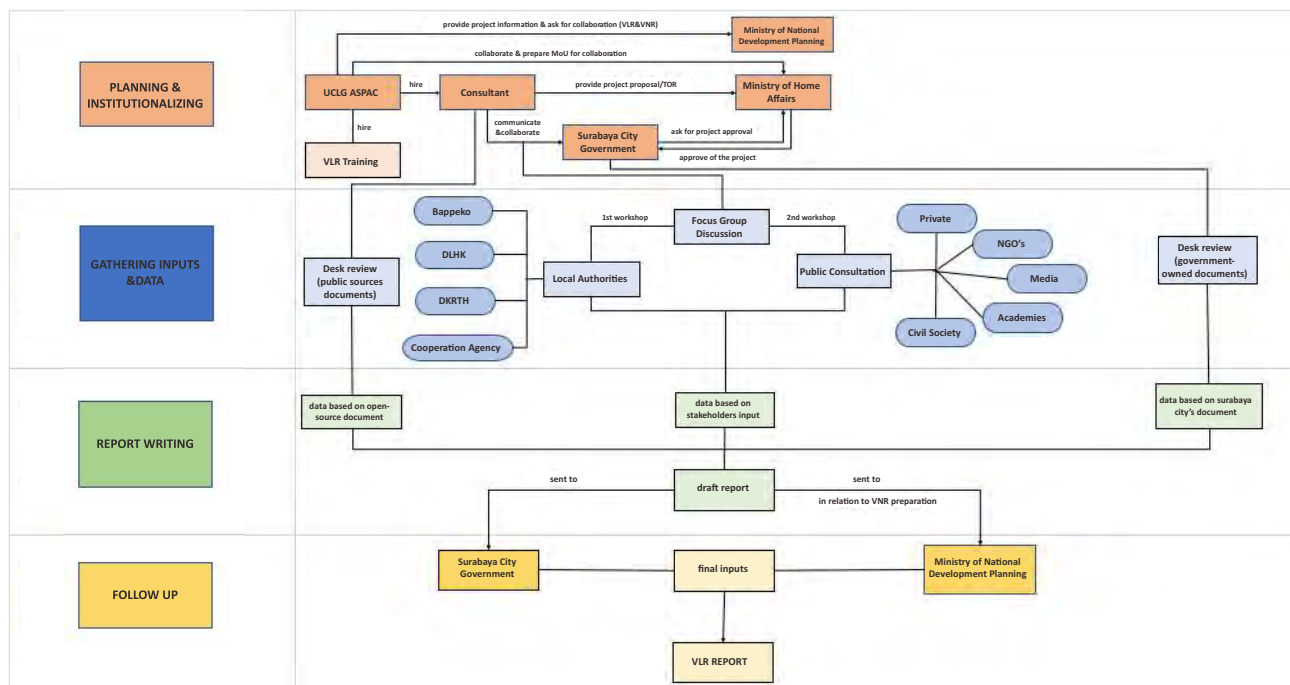 provide project information & ask for collaboration (VLR&VNR)
Ministry of National
Development Planning
collaborate & prepare MoU for collaboration
PLANNING &
INSTITUTIONALIZING
UCLG ASPAC
hire
Consultant
provide project proposal/TOR
Ministry of Home
Affairs
hire
communicate
&collaborate
Surabaya City
Government
ask for project approval
approve of the project
VLR Training
GATHERING INPUTS
&DATA
Desk review
(public sources
documents)
Bappeko
DLHK
DKRTH
Cooperation Agency
Local Authorities
1st workshop
Focus Group
Discussion
2nd workshop
Public Consultation
Private
NGO's
Media
Academies
Civil Society
Desk review
(government-
owned documents)
REPORT WRITING
data based on open-
source document
data based on
stakeholders input
data based on surabaya
city's document
sent to
draft report
sent to
in relation to VNR preparation
FOLLOW UP
Surabaya City
Government
final inputs
Ministry of National
Development Planning
VLR REPORT